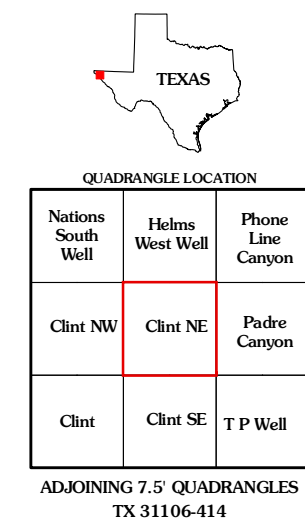 TEXAS
QUADRANGLE LOCATION
Nations
South
Well
Helms
West Well
Phone
Line
Canyon
Clint NW
Clint NE
Padre
Canyon
Clint
Clint SE
T P Well
ADJOINING 7.5' QUADRANGLES
TX 31106-414